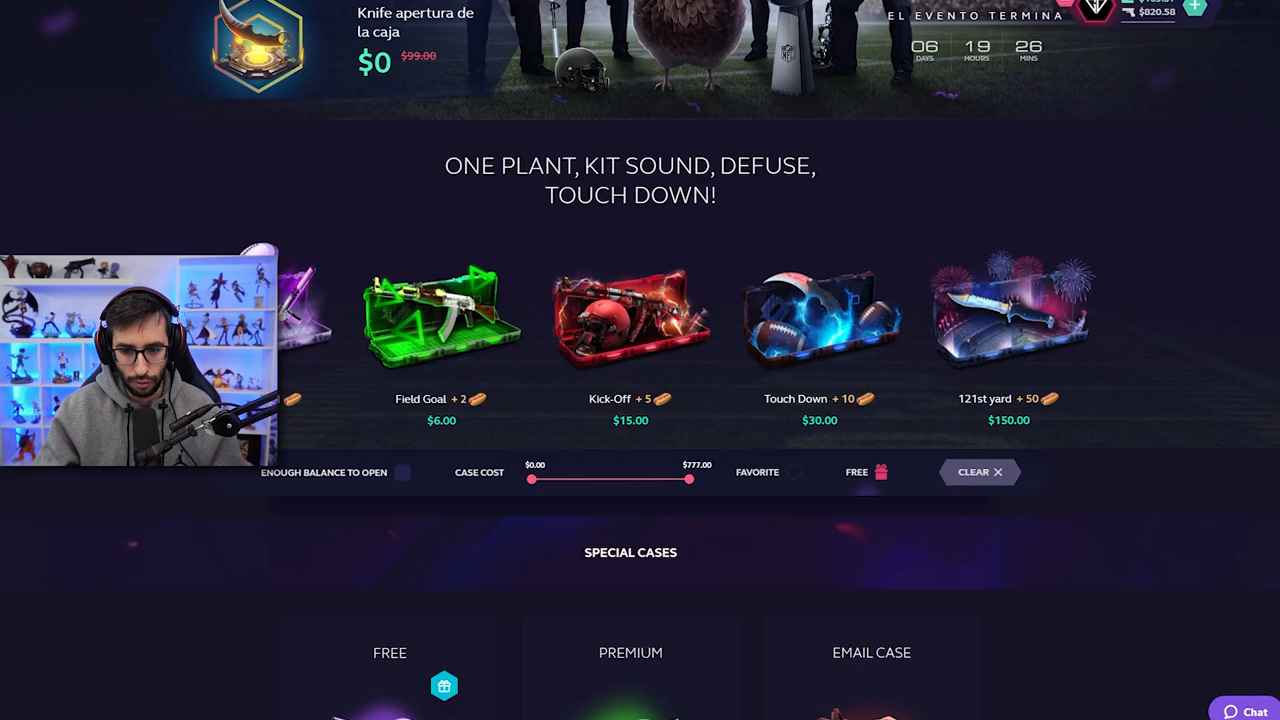 Knife apertura de
la caja
$0 $99.00
NFL
EL EVENTO TERMINA
$820.58
06 19 26
DAYS HOURS MINS
ONE PLANT, KIT SOUND, DEFUSE,
TOUCH DOWN!
Field Goal + 2
$6.00
Kick-Off + 5
$15.00
Touch Down + 10
$30.00
121st yard + 50
$150.00
ENOUGH BALANCE TO OPEN
CASE COST
$0.00 $777.00
FAVORITE
FREE
CLEAR X
SPECIAL CASES
FREE
PREMIUM
EMAIL CASE
Chat